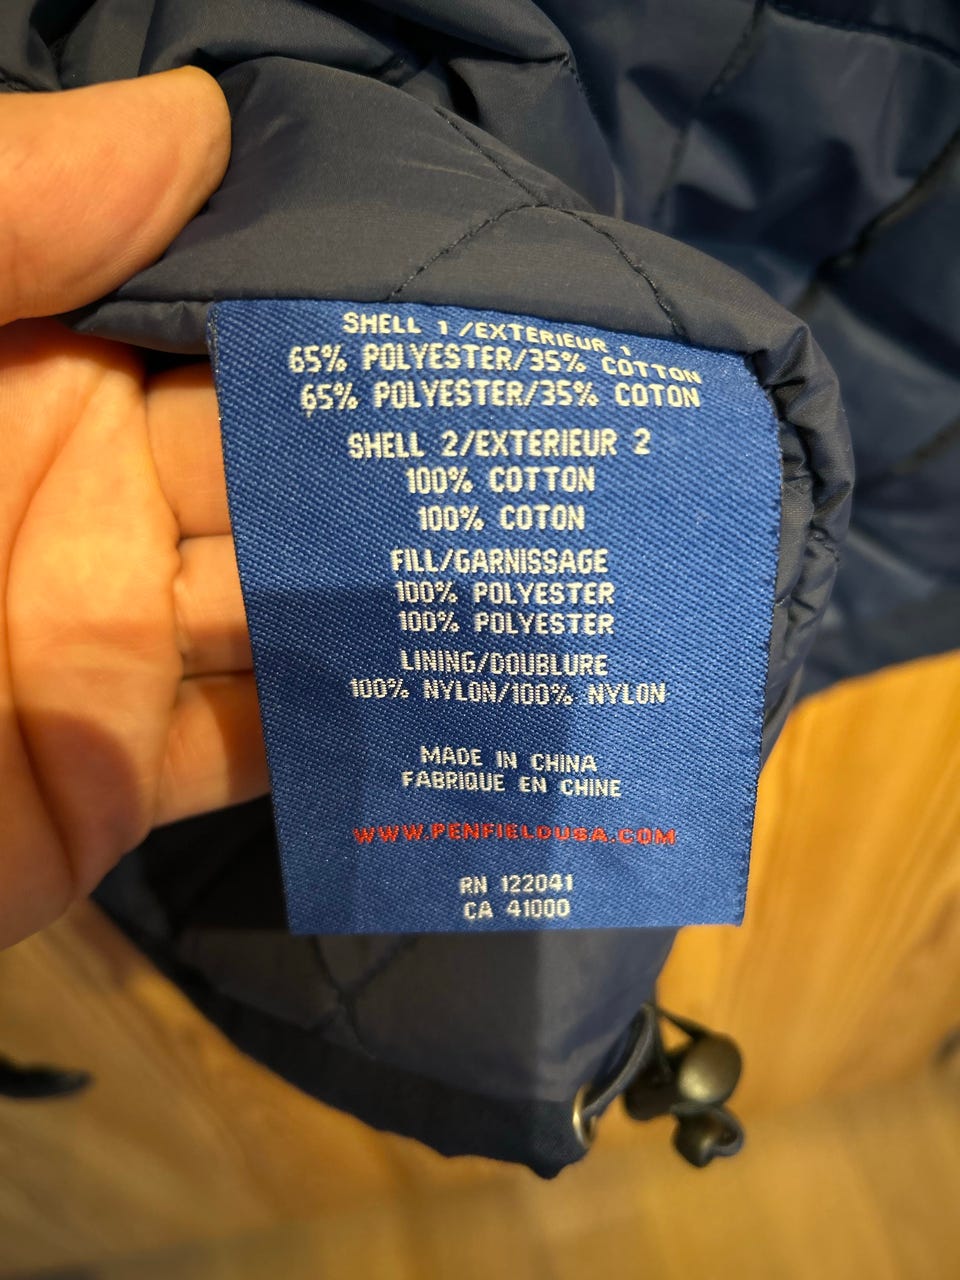 SHELL 1 /EXTERIEUR 1
65% POLYESTER/35% COTTON
65% POLYESTER/35% COTON
SHELL 2/EXTERIEUR 2
100% COTTON
100% COTON
FILL/GARNISSAGE
100% POLYESTER
100% POLYESTER
LINING/DOUBLURE
100% NYLON/100% NYLON
MADE IN CHINA
FABRIQUE EN CHINE
WWW.PENFIELDUSA.COM
RN 122041
CA 41000